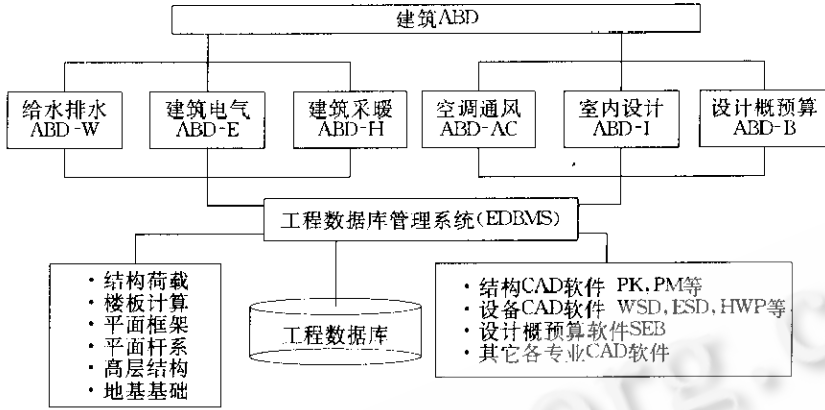 建筑ABD
给水排水
ABD-W
建筑电气
ABD-E
建筑采暖
ABD-H
空调通风
ABD-AC
室内设计
ABD-I
设计概预算
ABD-B
工程数据库管理系统(EDBMS)
·结构荷载
·楼板计算
·平面框架
·平面杆系
·高层结构
·地基基础
工程数据库
·结构CAD软件 PK,PM等
·设备CAD软件 WSD,ESD,HWP等
·设计概预算软件SEB
·其它各专业CAD软件
org.c